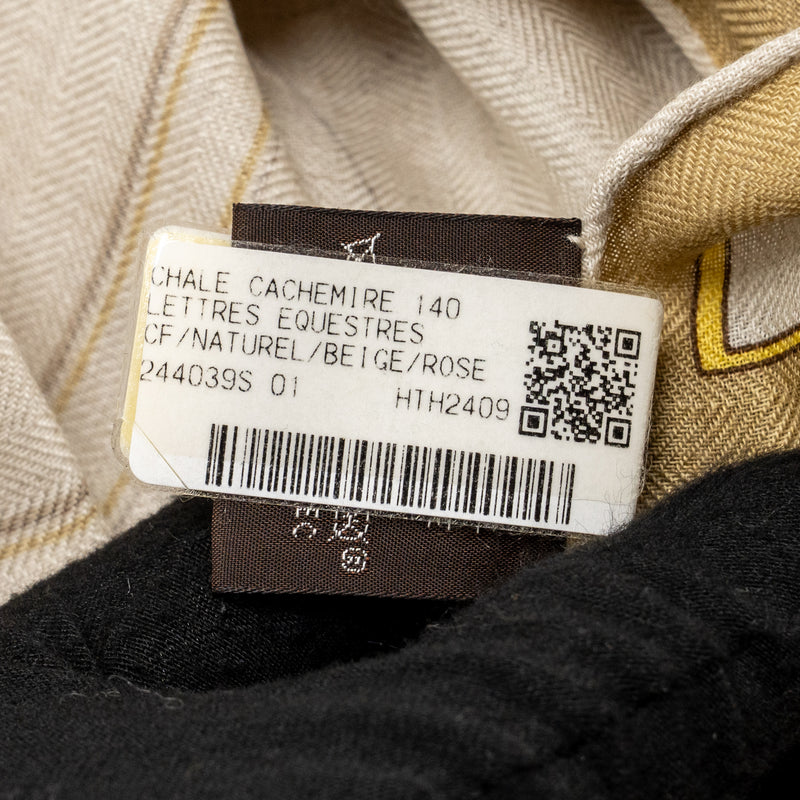 CHALE CACHEMIRE 140
LETTRES EQUESTRES
CF/NATUREL/BEIGE/ROSE
244039S 01 HTH2409